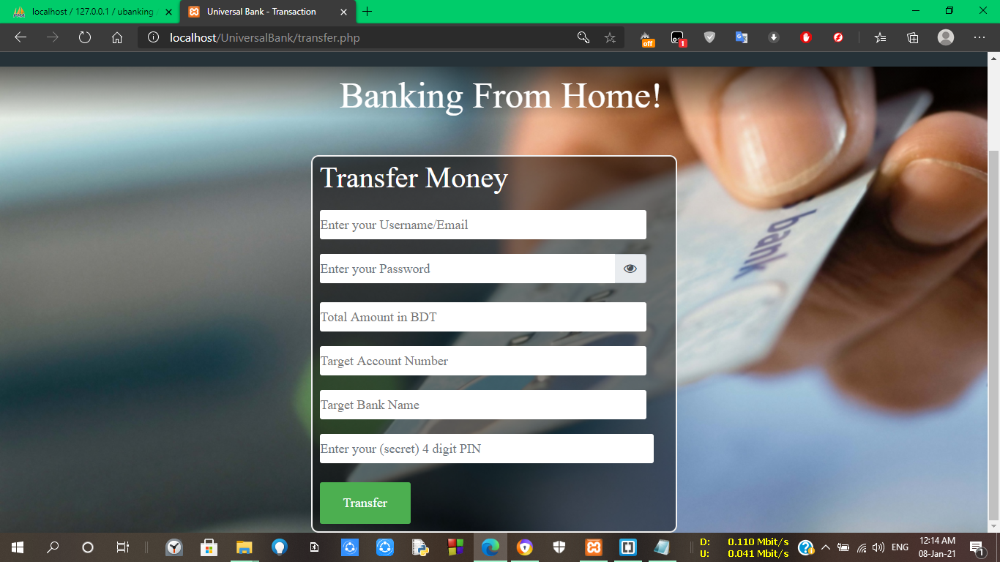 localhost / 127.0.0.1 / ubanking
Universal Bank - Transaction
localhost/UniversalBank/transfer.php
off
1
Banking From Home!
bank
Transfer Money
Enter your Username/Email
Enter your Password
Total Amount in BDT
Target Account Number
Target Bank Name
Enter your (secret) 4 digit PIN
Transfer
D: 0.110 Mbit/s
U: 0.041 Mbit/s
ENG
12:14 AM
08-Jan-21
1